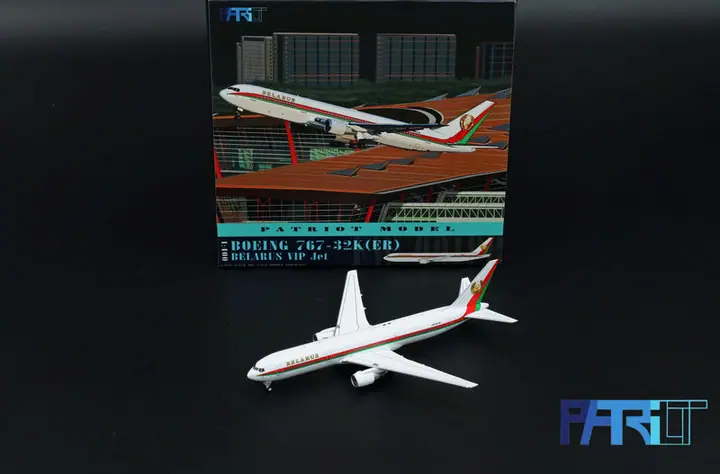 PATRIOT
BELARUS
PATRIOT MODEL
BOEING 767-32K(ER)
BELARUS VIP Jet
BELARUS
PATRIOT